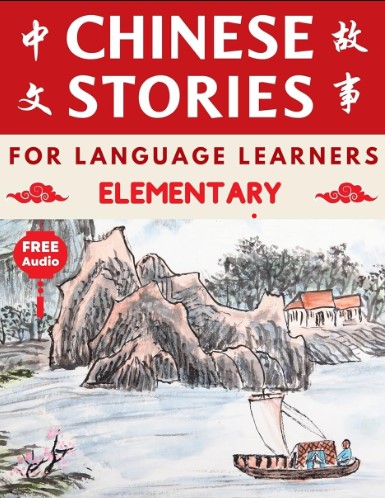 中 CHINESE 故
文 STORIES 事
FOR LANGUAGE LEARNERS
ELEMENTARY
FREE
Audio